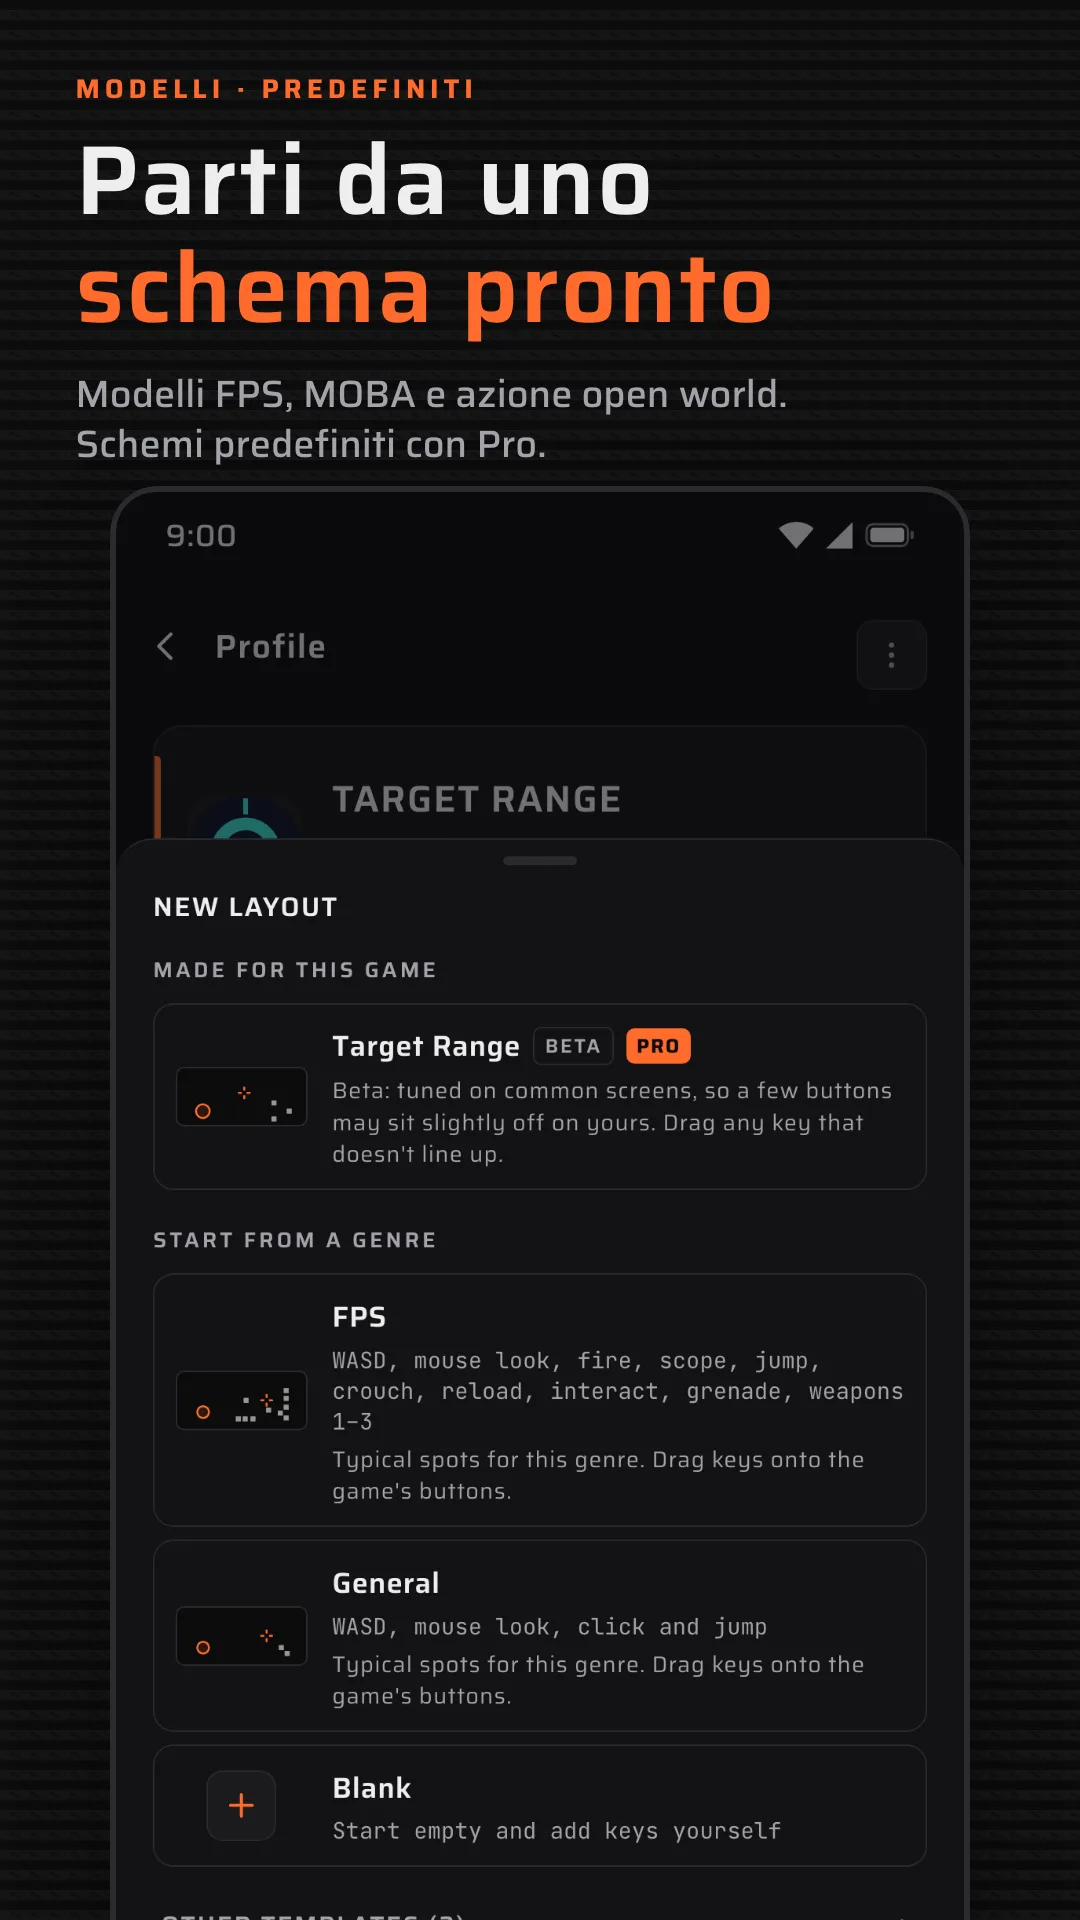 MODELLI · PREDEFINITI
Parti da uno
schema pronto
Modelli FPS, MOBA e azione open world.
Schemi predefiniti con Pro.
9:00
Profile
TARGET RANGE
NEW LAYOUT
MADE FOR THIS GAME
Target Range BETA PRO
Beta: tuned on common screens, so a few buttons
may sit slightly off on yours. Drag any key that
doesn't line up.
START FROM A GENRE
FPS
WASD, mouse look, fire, scope, jump,
crouch, reload, interact, grenade, weapons
1–3
Typical spots for this genre. Drag keys onto the
game's buttons.
General
WASD, mouse look, click and jump
Typical spots for this genre. Drag keys onto the
game's buttons.
Blank
Start empty and add keys yourself
OTHER TEMPLATES (3)